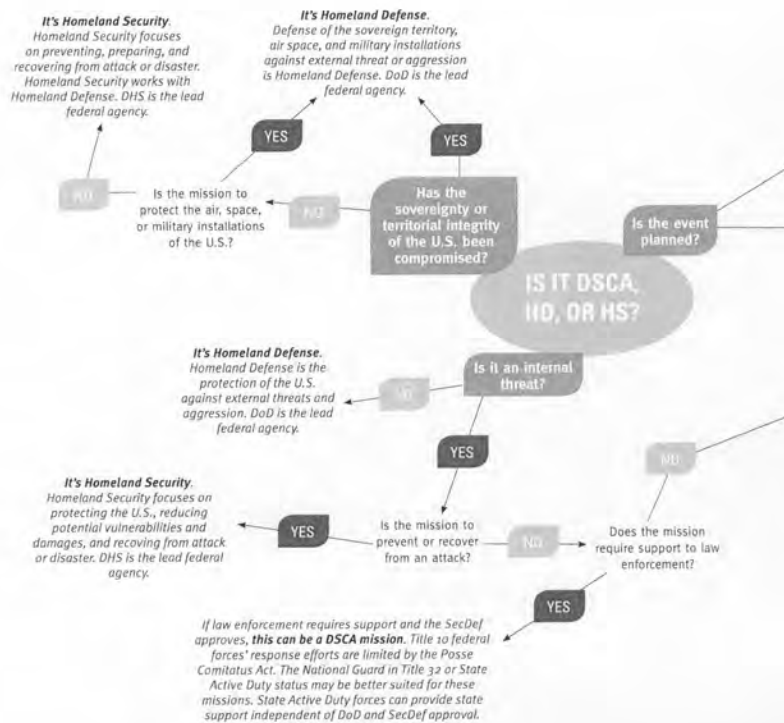 It's Homeland Security.
Homeland Security focuses
on preventing, preparing, and
recovering from attack or disaster.
Homeland Security works with
Homeland Defense. DHS is the lead
federal agency.
It's Homeland Defense.
Defense of the sovereign territory,
air space, and military installations
against external threat or aggression
is Homeland Defense. DoD is the lead
federal agency.
YES
YES
NO
Is the mission to
protect the air, space,
or military installations
of the U.S.?
NO
Has the
sovereignty or
territorial integrity
of the U.S. been
compromised?
Is the event
planned?
IS IT DSCA,
HD, OR HS?
It's Homeland Defense.
Homeland Defense is the
protection of the U.S.
against external threats and
aggression. DoD is the lead
federal agency.
NO
Is it an internal
threat?
YES
NO
It's Homeland Security.
Homeland Security focuses on
protecting the U.S., reducing
potential vulnerabilities and
damages, and recoving from attack
or disaster. DHS is the lead federal
agency.
YES
Is the mission to
prevent or recover
from an attack?
NO
Does the mission
require support to law
enforcement?
YES
If law enforcement requires support and the SecDef
approves, this can be a DSCA mission. Title 10 federal
forces' response efforts are limited by the Posse
Comitatus Act. The National Guard in Title 32 or State
Active Duty status may be better suited for these
missions. State Active Duty forces can provide state
support independent of DoD and SecDef approval.